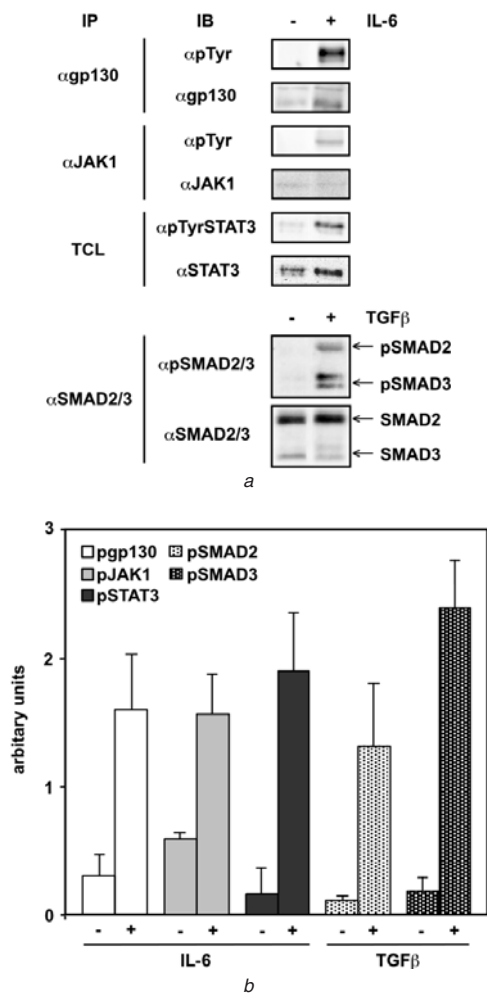 IP IB - + IL-6
αgp130 αpTyr
αgp130
αJAK1 αpTyr
αJAK1
TCL αpTyrSTAT3
αSTAT3
- + TGFβ
αSMAD2/3 αpSMAD2/3 pSMAD2
pSMAD3
αSMAD2/3 SMAD2
SMAD3
a
3
pgp130 pSMAD2
pJAK1 pSMAD3
pSTAT3
2
arbitary units
1
0
- + - + - + - + - +
IL-6 TGFβ
b